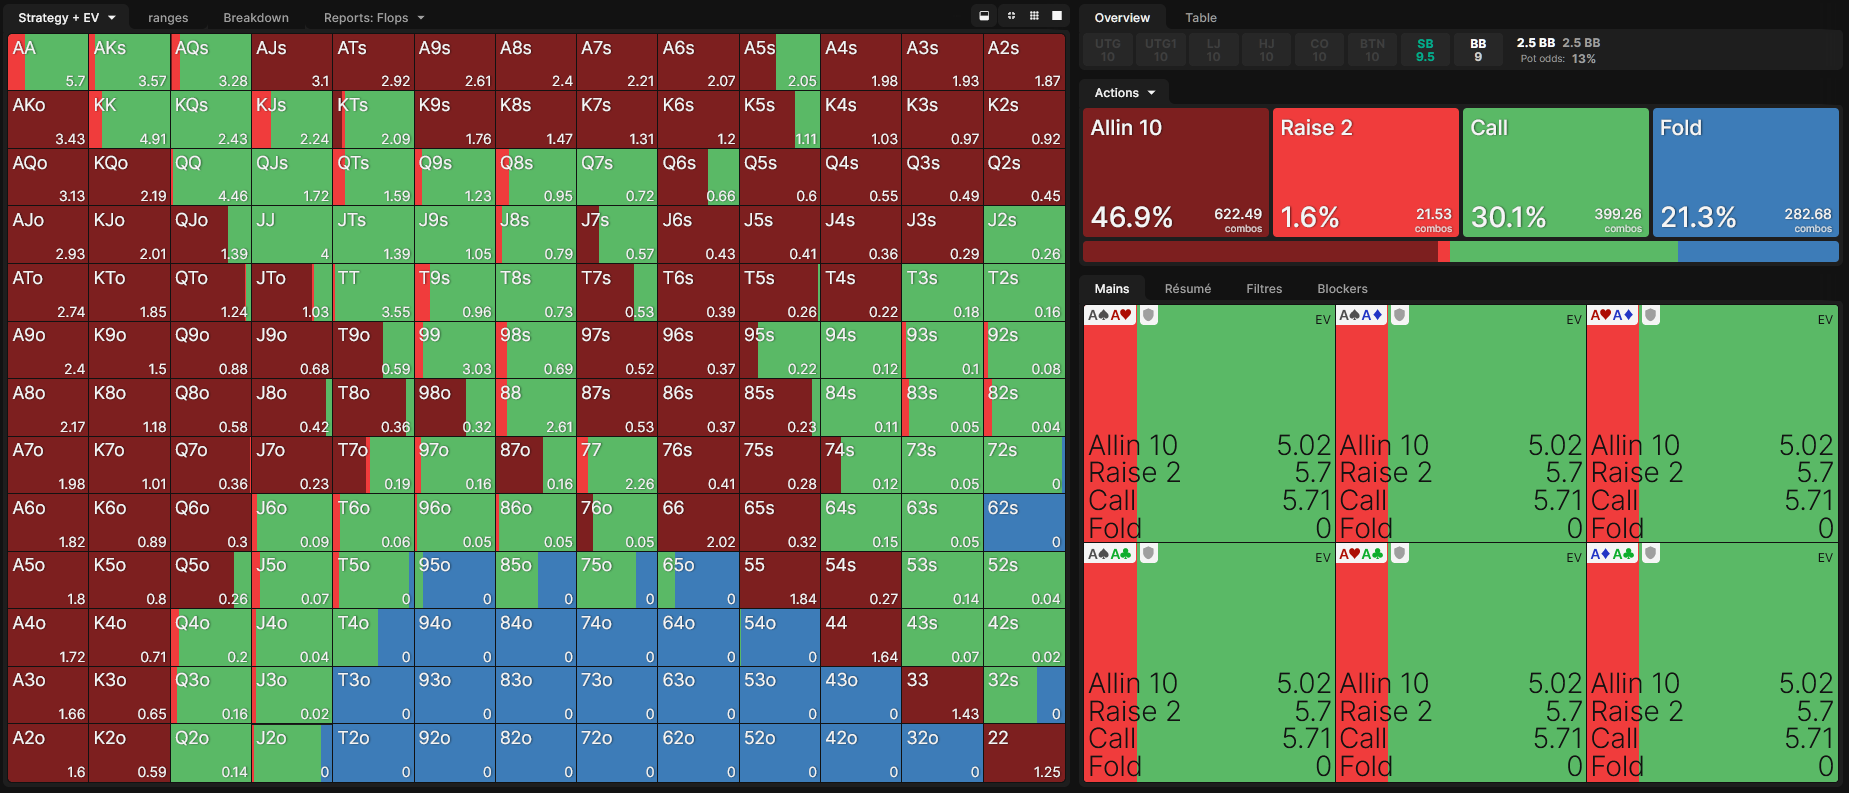 Strategy + EV ranges Breakdown Reports: Flops
AA 5.7 AKs 3.57 AQs 3.28 AJs 3.1 ATs 2.92 A9s 2.61 A8s 2.4 A7s 2.21 A6s 2.07 A5s 2.05 A4s 1.98 A3s 1.93 A2s 1.87
AKo 3.43 KK 4.91 KQs 2.43 KJs 2.24 KTs 2.09 K9s 1.76 K8s 1.47 K7s 1.31 K6s 1.2 K5s 1.11 K4s 1.03 K3s 0.97 K2s 0.92
AQo 3.13 KQo 2.19 QQ 4.46 QJs 1.72 QTs 1.59 Q9s 1.23 Q8s 0.95 Q7s 0.72 Q6s 0.66 Q5s 0.6 Q4s 0.55 Q3s 0.49 Q2s 0.45
AJo 2.93 KJo 2.01 QJo 1.39 JJ 4 JTs 1.39 J9s 1.05 J8s 0.79 J7s 0.57 J6s 0.43 J5s 0.41 J4s 0.36 J3s 0.29 J2s 0.26
ATo 2.74 KTo 1.85 QTo 1.24 JTo 1.03 TT 3.55 T9s 0.96 T8s 0.73 T7s 0.53 T6s 0.39 T5s 0.26 T4s 0.22 T3s 0.18 T2s 0.16
A9o 2.4 K9o 1.5 Q9o 0.88 J9o 0.68 T9o 0.59 99 3.03 98s 0.69 97s 0.52 96s 0.37 95s 0.22 94s 0.12 93s 0.1 92s 0.08
A8o 2.17 K8o 1.18 Q8o 0.58 J8o 0.42 T8o 0.36 98o 0.32 88 2.61 87s 0.53 86s 0.37 85s 0.23 84s 0.11 83s 0.05 82s 0.04
A7o 1.98 K7o 1.01 Q7o 0.36 J7o 0.23 T7o 0.19 97o 0.16 87o 0.16 77 2.26 76s 0.41 75s 0.28 74s 0.12 73s 0.05 72s 0
A6o 1.82 K6o 0.89 Q6o 0.3 J6o 0.09 T6o 0.06 96o 0.05 86o 0.05 76o 0.05 66 2.02 65s 0.32 64s 0.15 63s 0.05 62s 0
A5o 1.8 K5o 0.8 Q5o 0.26 J5o 0.07 T5o 0 95o 0 85o 0 75o 0 65o 0 55 1.84 54s 0.27 53s 0.14 52s 0.04
A4o 1.72 K4o 0.71 Q4o 0.2 J4o 0.04 T4o 0 94o 0 84o 0 74o 0 64o 0 54o 0 44 1.64 43s 0.07 42s 0.02
A3o 1.66 K3o 0.65 Q3o 0.16 J3o 0.02 T3o 0 93o 0 83o 0 73o 0 63o 0 53o 0 43o 0 33 1.43 32s 0
A2o 1.6 K2o 0.59 Q2o 0.14 J2o 0 T2o 0 92o 0 82o 0 72o 0 62o 0 52o 0 42o 0 32o 0 22 1.25
Overview Table
UTG 10 UTG1 10 LJ 10 HJ 10 CO 10 BTN 10 SB 9.5 BB 9
2.5 BB 2.5 BB
Pot odds: 13%
Actions
Allin 10 Raise 2 Call Fold
46.9% 622.49 combos 1.6% 21.53 combos 30.1% 399.26 combos 21.3% 282.68 combos
Mains Résumé Filtres Blockers
A♠A♥ EV A♠A♦ EV A♥A♦ EV
Allin 10 5.02 Allin 10 5.02 Allin 10 5.02
Raise 2 5.7 Raise 2 5.7 Raise 2 5.7
Call 5.71 Call 5.71 Call 5.71
Fold 0 Fold 0 Fold 0
A♠A♣ EV A♥A♣ EV A♦A♣ EV
Allin 10 5.02 Allin 10 5.02 Allin 10 5.02
Raise 2 5.7 Raise 2 5.7 Raise 2 5.7
Call 5.71 Call 5.71 Call 5.71
Fold 0 Fold 0 Fold 0